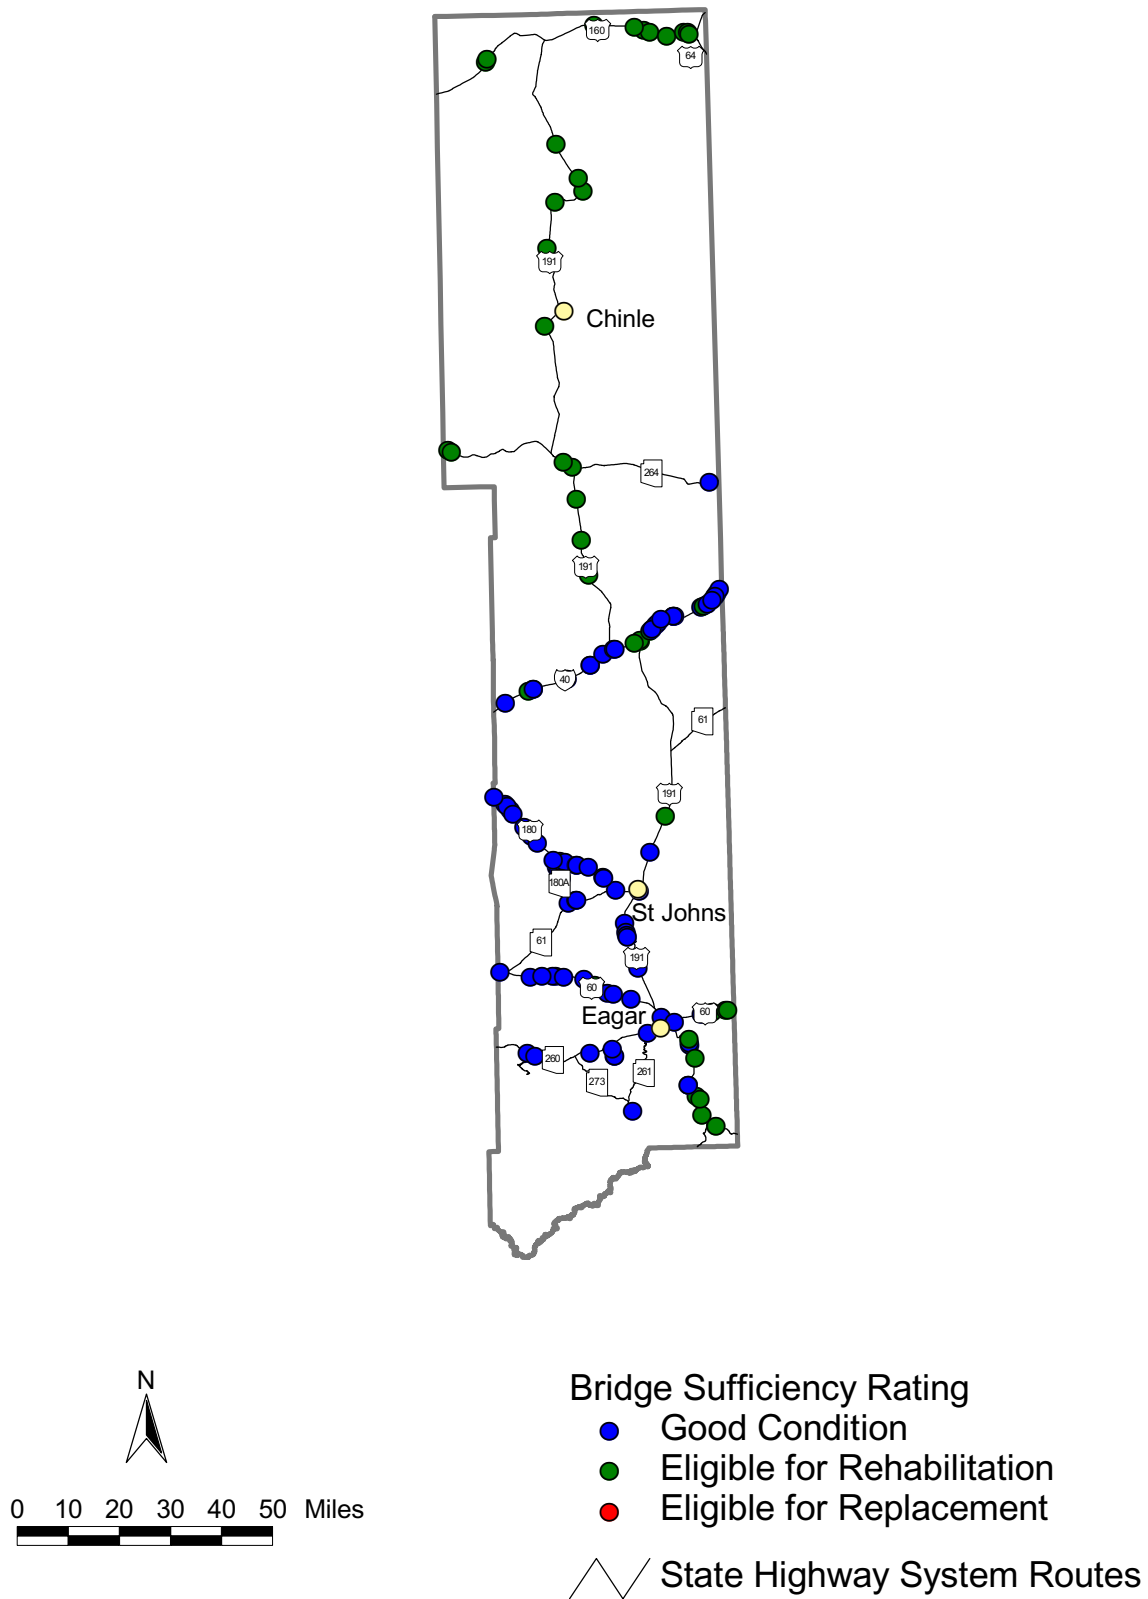 160
64
191
Chinle
264
191
40
61
191
180
180A
St Johns
61
191
60
Eagar
60
260
261
273
N
0 10 20 30 40 50 Miles
Bridge Sufficiency Rating
Good Condition
Eligible for Rehabilitation
Eligible for Replacement
State Highway System Routes